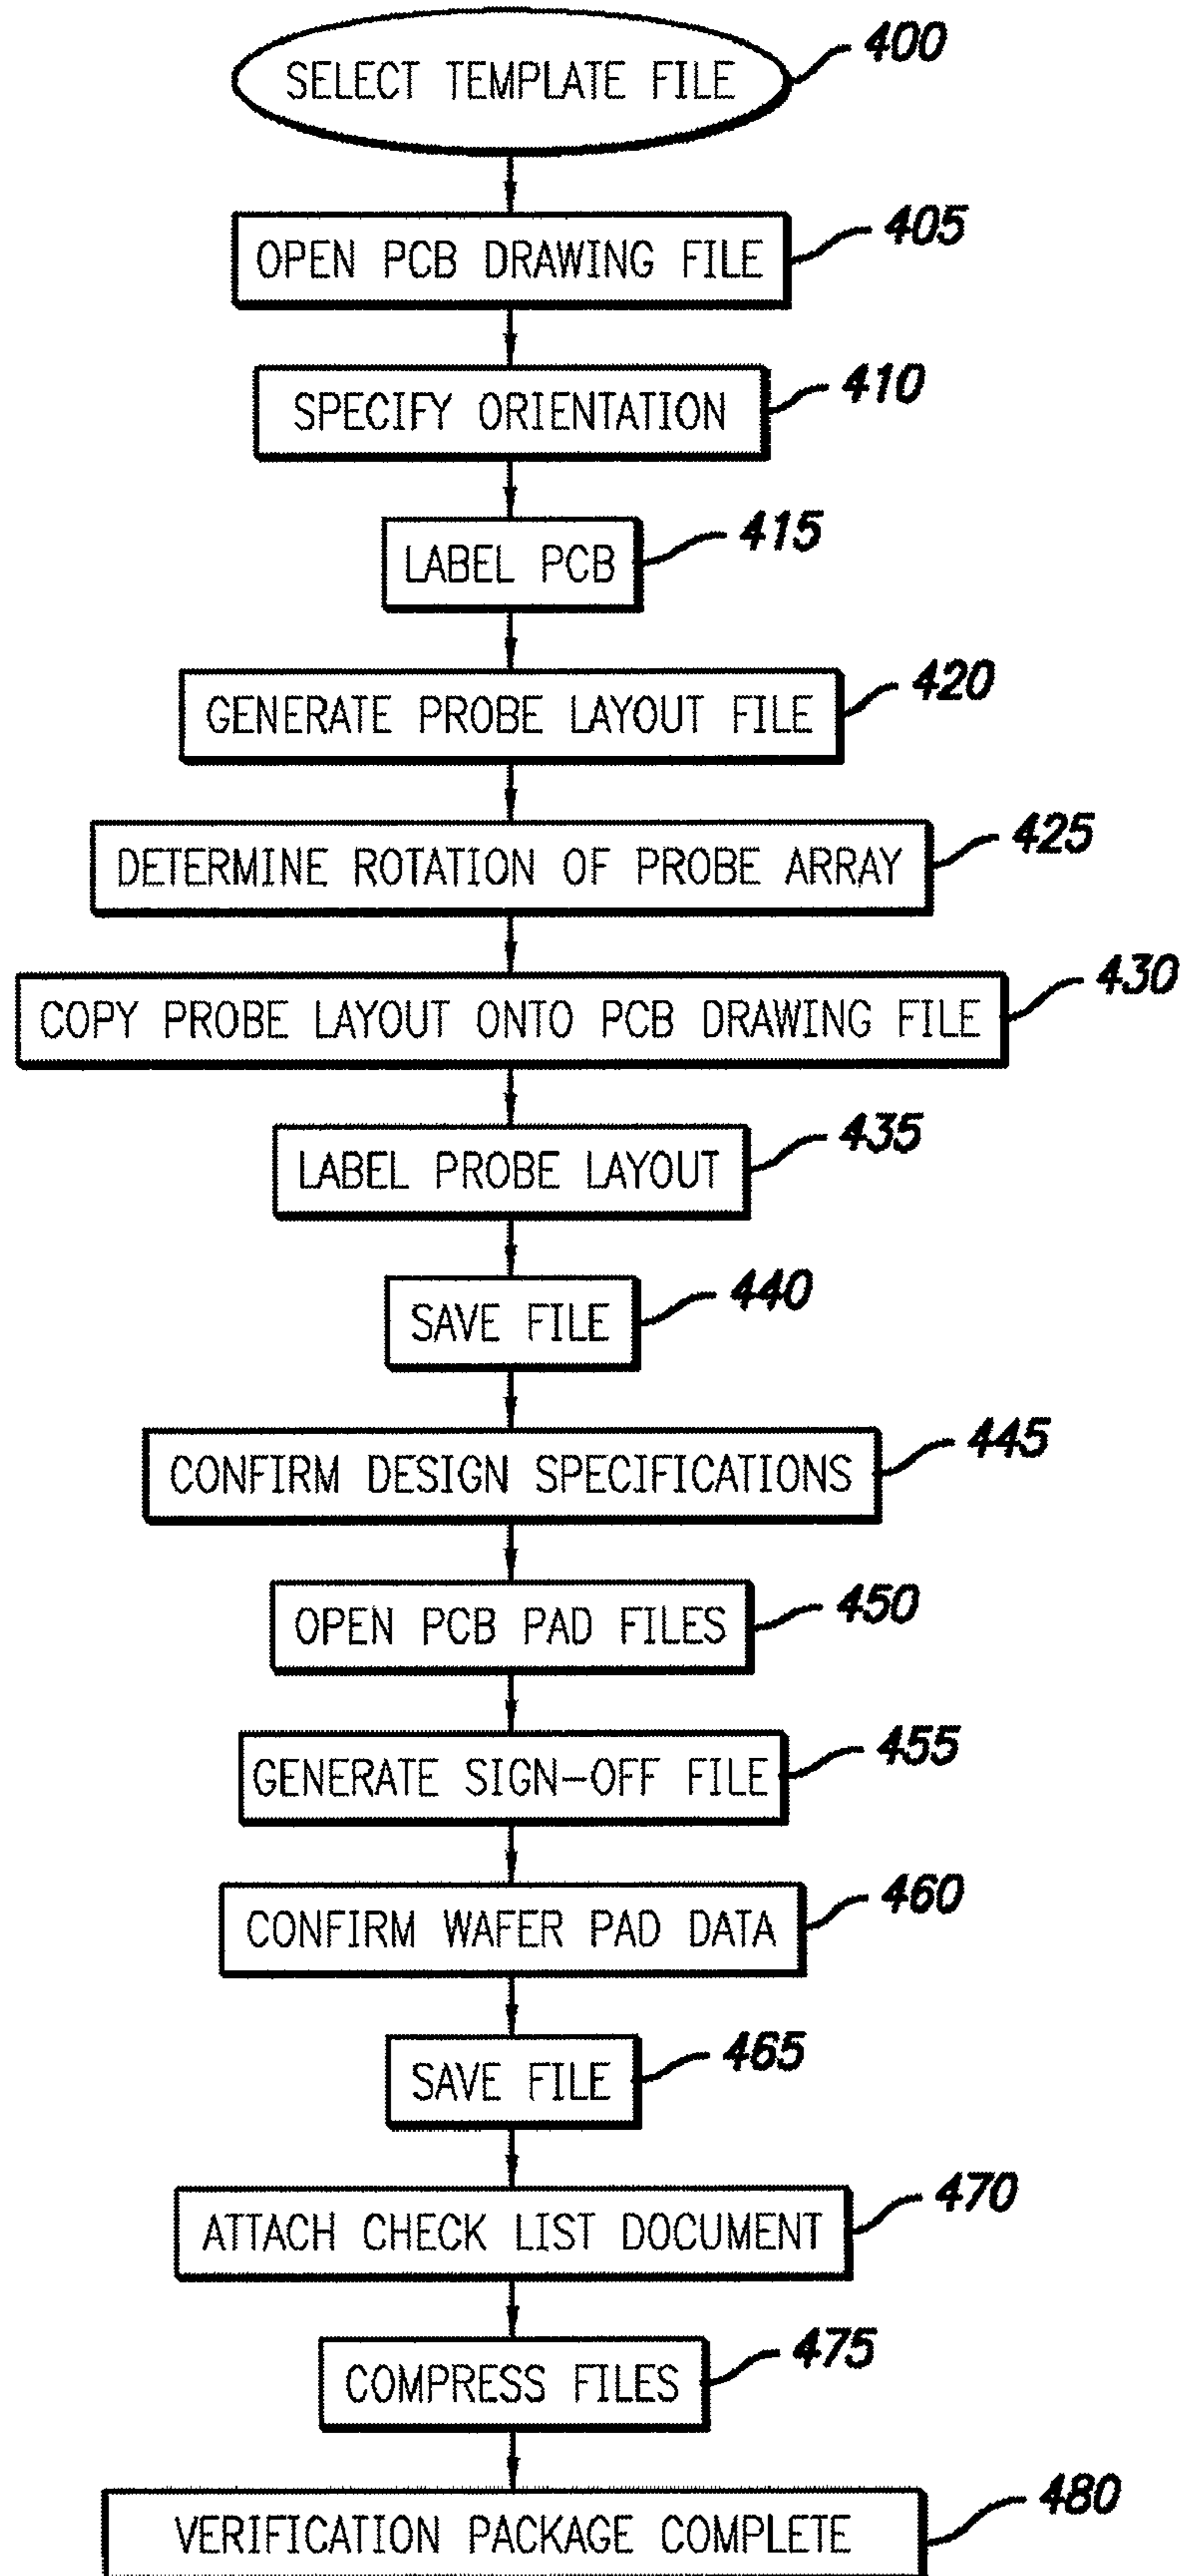 SELECT TEMPLATE FILE 400
OPEN PCB DRAWING FILE 405
SPECIFY ORIENTATION 410
LABEL PCB 415
GENERATE PROBE LAYOUT FILE 420
DETERMINE ROTATION OF PROBE ARRAY 425
COPY PROBE LAYOUT ONTO PCB DRAWING FILE 430
LABEL PROBE LAYOUT 435
SAVE FILE 440
CONFIRM DESIGN SPECIFICATIONS 445
OPEN PCB PAD FILES 450
GENERATE SIGN-OFF FILE 455
CONFIRM WAFER PAD DATA 460
SAVE FILE 465
ATTACH CHECK LIST DOCUMENT 470
COMPRESS FILES 475
VERIFICATION PACKAGE COMPLETE 480